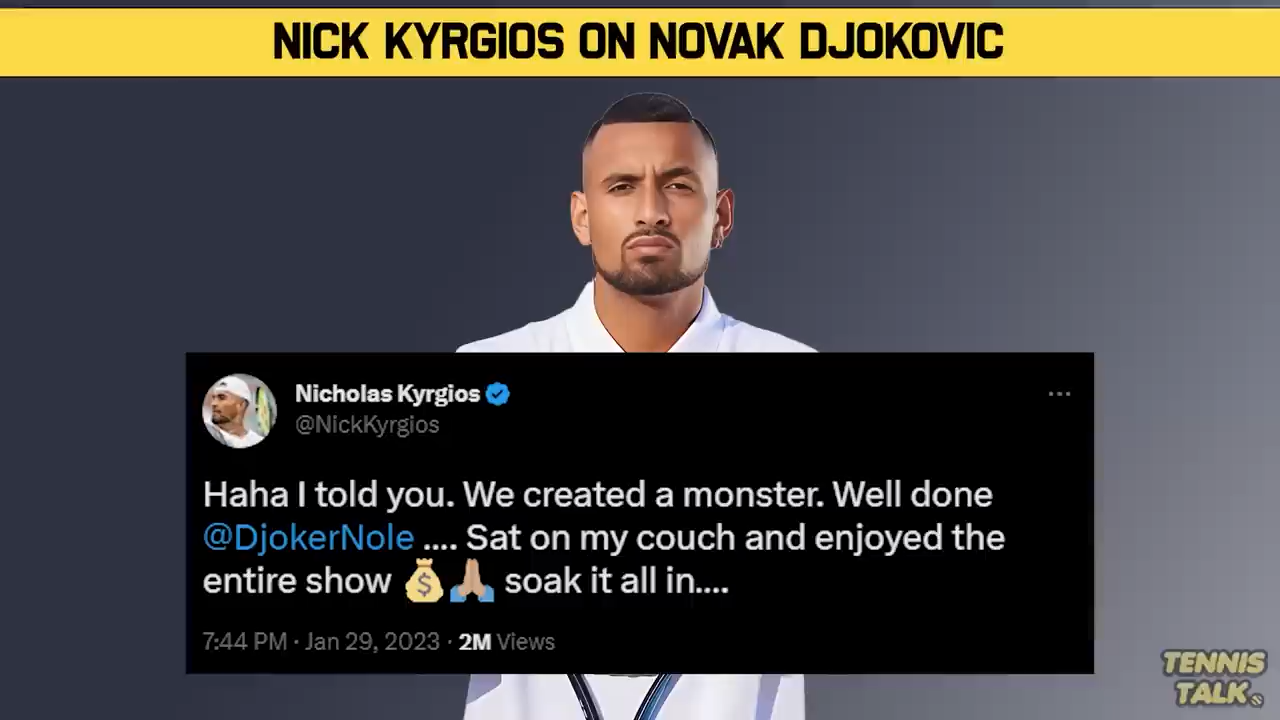 NICK KYRGIOS ON NOVAK DJOKOVIC
Nicholas Kyrgios
@NickKyrgios
Haha I told you. We created a monster. Well done
@DjokerNole .... Sat on my couch and enjoyed the
entire show 💰🙏🏼 soak it all in....
7:44 PM · Jan 29, 2023 · 2M Views
TENNIS
TALK